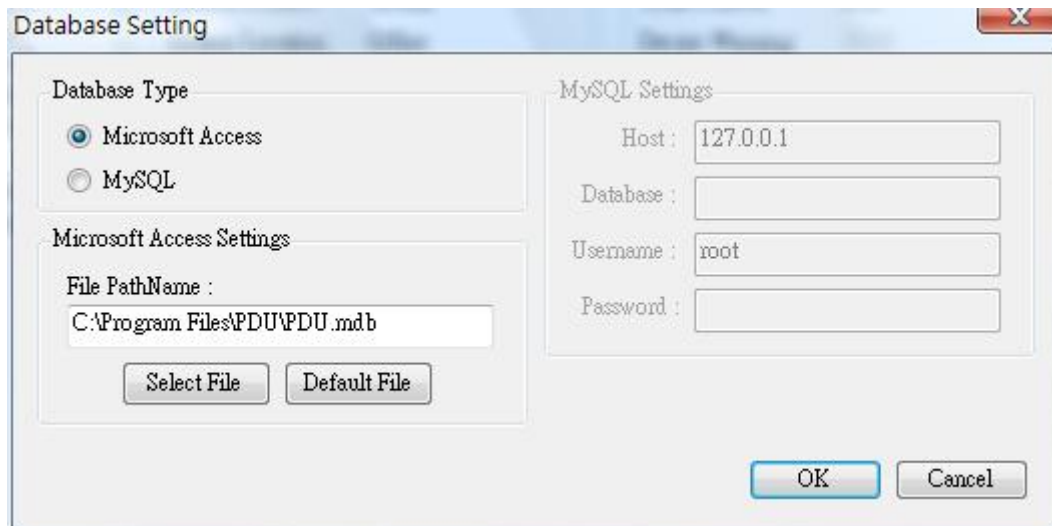 Database Setting
Database Type
Microsoft Access
MySQL
Microsoft Access Settings
File PathName :
C:\Program Files\PDU\PDU.mdb
Select File
Default File
MySQL Settings
Host : 127.0.0.1
Database :
Username : root
Password :
OK
Cancel